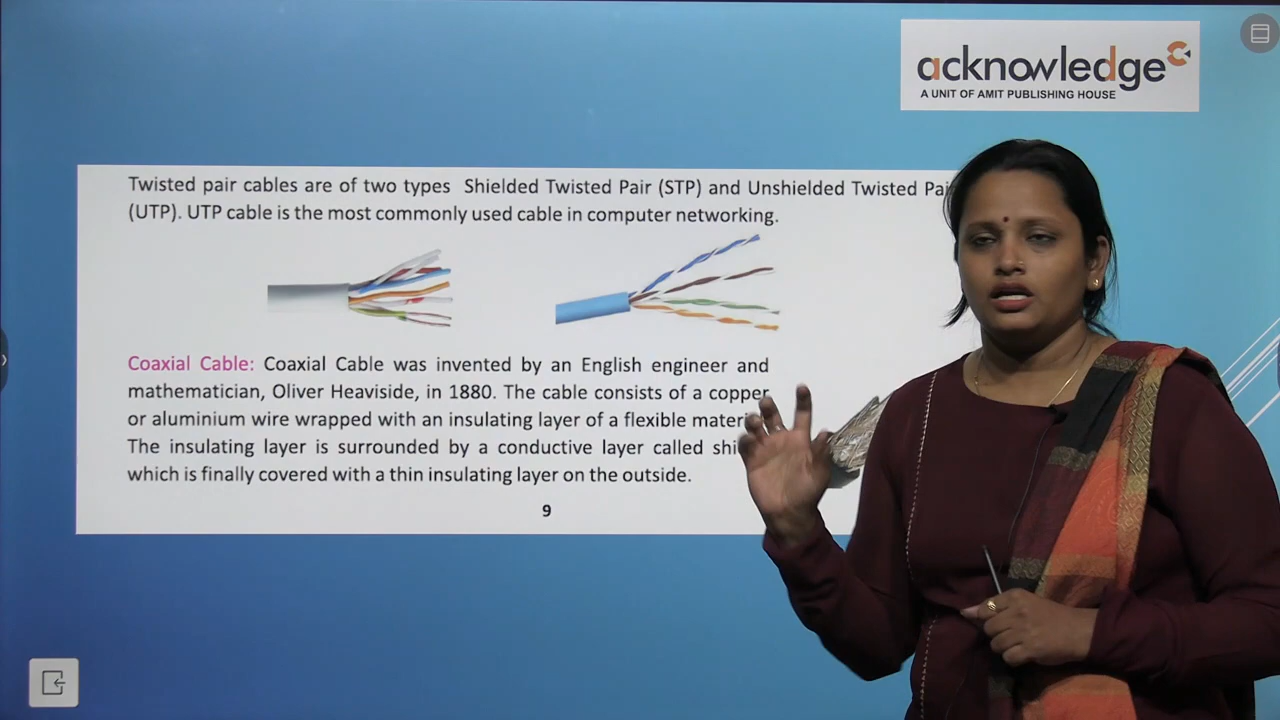 acknowledge
A UNIT OF AMIT PUBLISHING HOUSE
Twisted pair cables are of two types Shielded Twisted Pair (STP) and Unshielded Twisted
(UTP). UTP cable is the most commonly used cable in computer networking.
Coaxial Cable: Coaxial Cable was invented by an English engineer and
mathematician, Oliver Heaviside, in 1880. The cable consists of a copper
or aluminium wire wrapped with an insulating layer of a flexible
The insulating layer is surrounded by a conductive layer called
which is finally covered with a thin insulating layer on the outside.
9